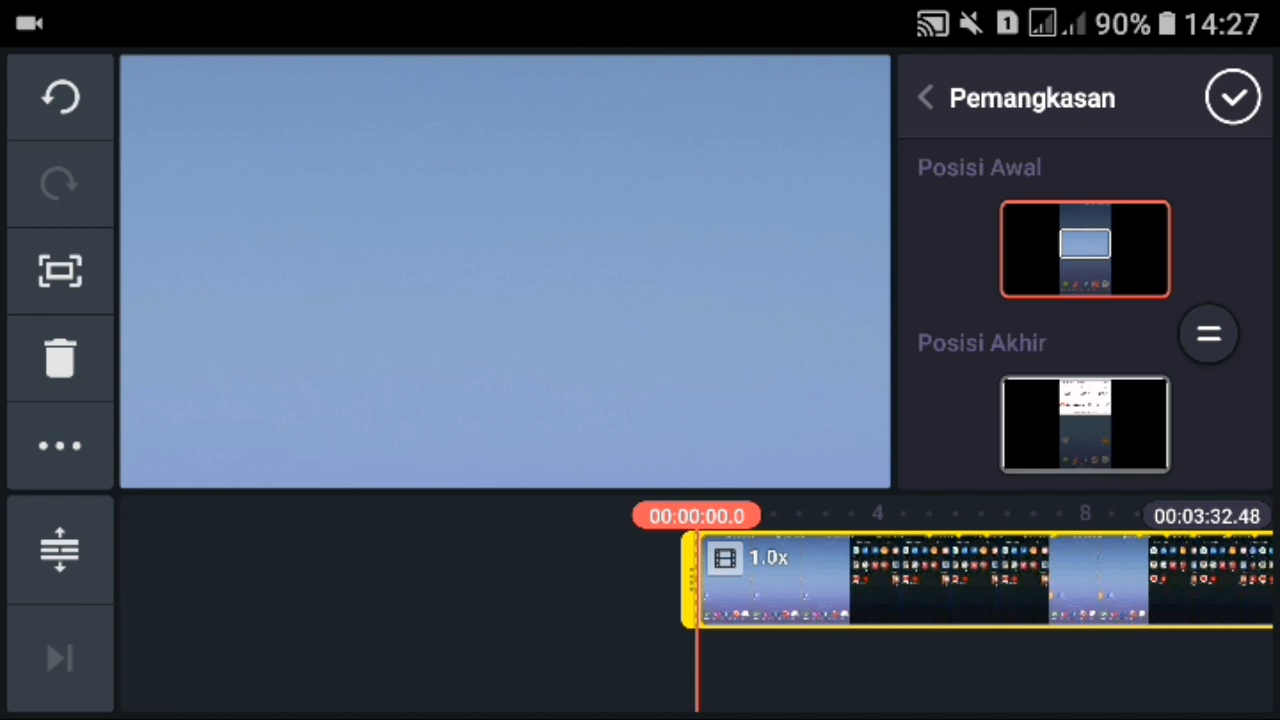 1 90% 14:27
Pemangkasan
Posisi Awal
Posisi Akhir
00:00:00.0 4 8 00:03:32.48
1.0x